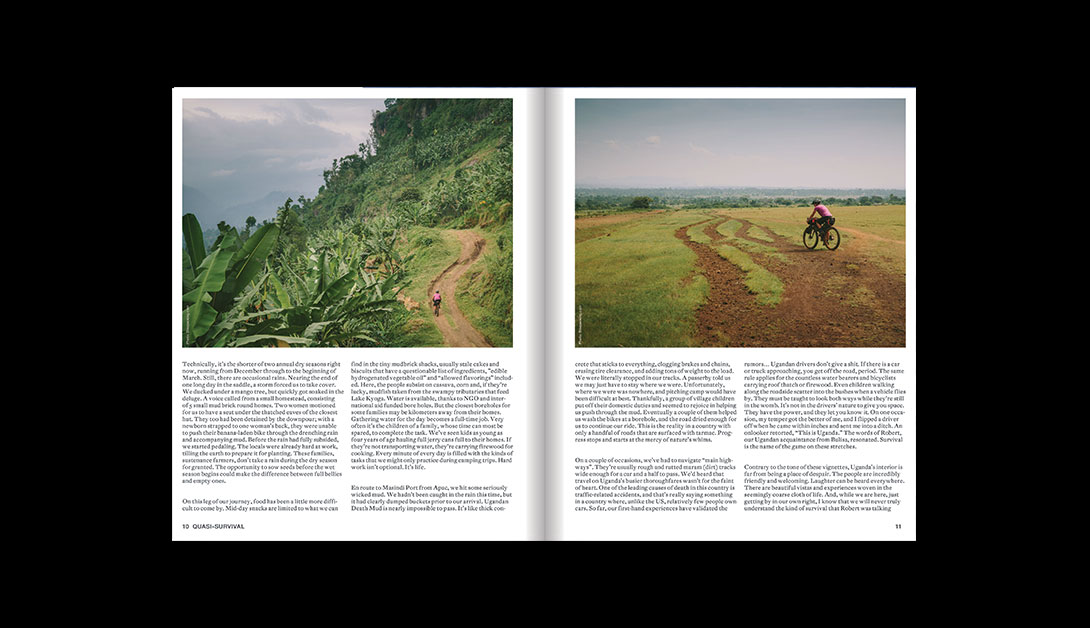 Technically, it's the shorter of two annual dry seasons right
now, running from December through to the beginning of
March. Still, there are occasional rains. Nearing the end of
one long day in the saddle, a storm forced us to take cover.
We ducked under a mango tree, but quickly got soaked in the
deluge. A voice called from a small homestead, consisting
of 5 small mud brick round homes. Two women motioned
for us to have a seat under the thatched eaves of the closest
hut. They too had been detained by the downpour, with a
newborn strapped to one woman's back, they were unable
to push their banana-laden bike through the drenching rain
and accompanying mud. Before the rain had fully subsided,
we started pedaling. The locals were already hard at work,
tilling the earth to prepare it for planting. These families,
sustenance farmers, don't take a rain during the dry season
for granted. The opportunity to sow seeds before the wet
season begins could make the difference between full bellies
and empty ones.
On this leg of our journey, food has been a little more diffi-
cult to come by. Mid-day snacks are limited to what we can
find in the tiny mudbrick shacks, usually stale cakes and
biscuits that have a questionable list of ingredients, "edible
hydrogenated vegetable oil" and "allowed flavorings" includ-
ed. Here, the people subsist on cassava, corn and, if they're
lucky, mudfish taken from the swampy tributaries that feed
Lake Kyoga. Water is available, thanks to NGO and inter-
national aid funded bore holes. But the closest boreholes for
some families may be kilometers away from their homes.
Gathering water for the day becomes a full-time job. Very
often it's the children of a family, whose time can most be
spared, to complete the task. We've seen kids as young as
four years of age hauling full jerry cans full to their homes. If
they're not transporting water, they're carrying firewood for
cooking. Every minute of every day is filled with the kinds of
tasks that we might only practice during camping trips. Hard
work isn't optional. It's life.
En route to Masindi Port from Apac, we hit some seriously
wicked mud. We hadn't been caught in the rain this time, but
it had clearly dumped buckets prior to our arrival. Ugandan
Death Mud is nearly impossible to pass. It's like thick con-
10 QUASI-SURVIVAL
crete that sticks to everything, clogging brakes and chains,
erasing tire clearance, and adding tons of weight to the load.
We were literally stopped in our tracks. A passerby told us
we may just have to stay where we were. Unfortunately,
where we were was nowhere, and pitching camp would have
been difficult at best. Thankfully, a group of village children
put off their domestic duties and seemed to rejoice in helping
us push through the mud. Eventually a couple of them helped
us wash the bikes at a borehole, and the road dried enough for
us to continue our ride. This is the reality in a country with
only a handful of roads that are surfaced with tarmac. Prog-
ress stops and starts at the mercy of nature's whims.
On a couple of occasions, we've had to navigate "main high-
ways". They're usually rough and rutted maram (dirt) tracks
wide enough for a car and a half to pass. We'd heard that
travel on Uganda's busier thoroughfares wasn't for the faint
of heart. One of the leading causes of death in this country is
traffic-related accidents, and that's really saying something
in a country where, unlike the US, relatively few people own
cars. So far, our first-hand experiences have validated the
rumors... Ugandan drivers don't give a shit. If there is a car
or truck approaching, you get off the road, period. The same
rule applies for the countless water bearers and bicyclists
carrying roof thatch or firewood. Even children walking
along the roadside scatter into the bushes when a vehicle flies
by. They must be taught to look both ways while they're still
in the womb. It's not in the drivers' nature to give you space.
They have the power, and they let you know it. On one occa-
sion, my temper got the better of me, and I flipped a driver
off when he came within inches and sent me into a ditch. An
onlooker retorted, "This is Uganda." The words of Robert,
our Ugandan acquaintance from Bulisa, resonated. Survival
is the name of the game on these stretches.
Contrary to the tone of these vignettes, Uganda's interior is
far from being a place of despair. The people are incredibly
friendly and welcoming. Laughter can be heard everywhere.
There are beautiful vistas and experiences woven in the
seemingly coarse cloth of life. And, while we are here, just
getting by in our own right, I know that we will never truly
understand the kind of survival that Robert was talking
11